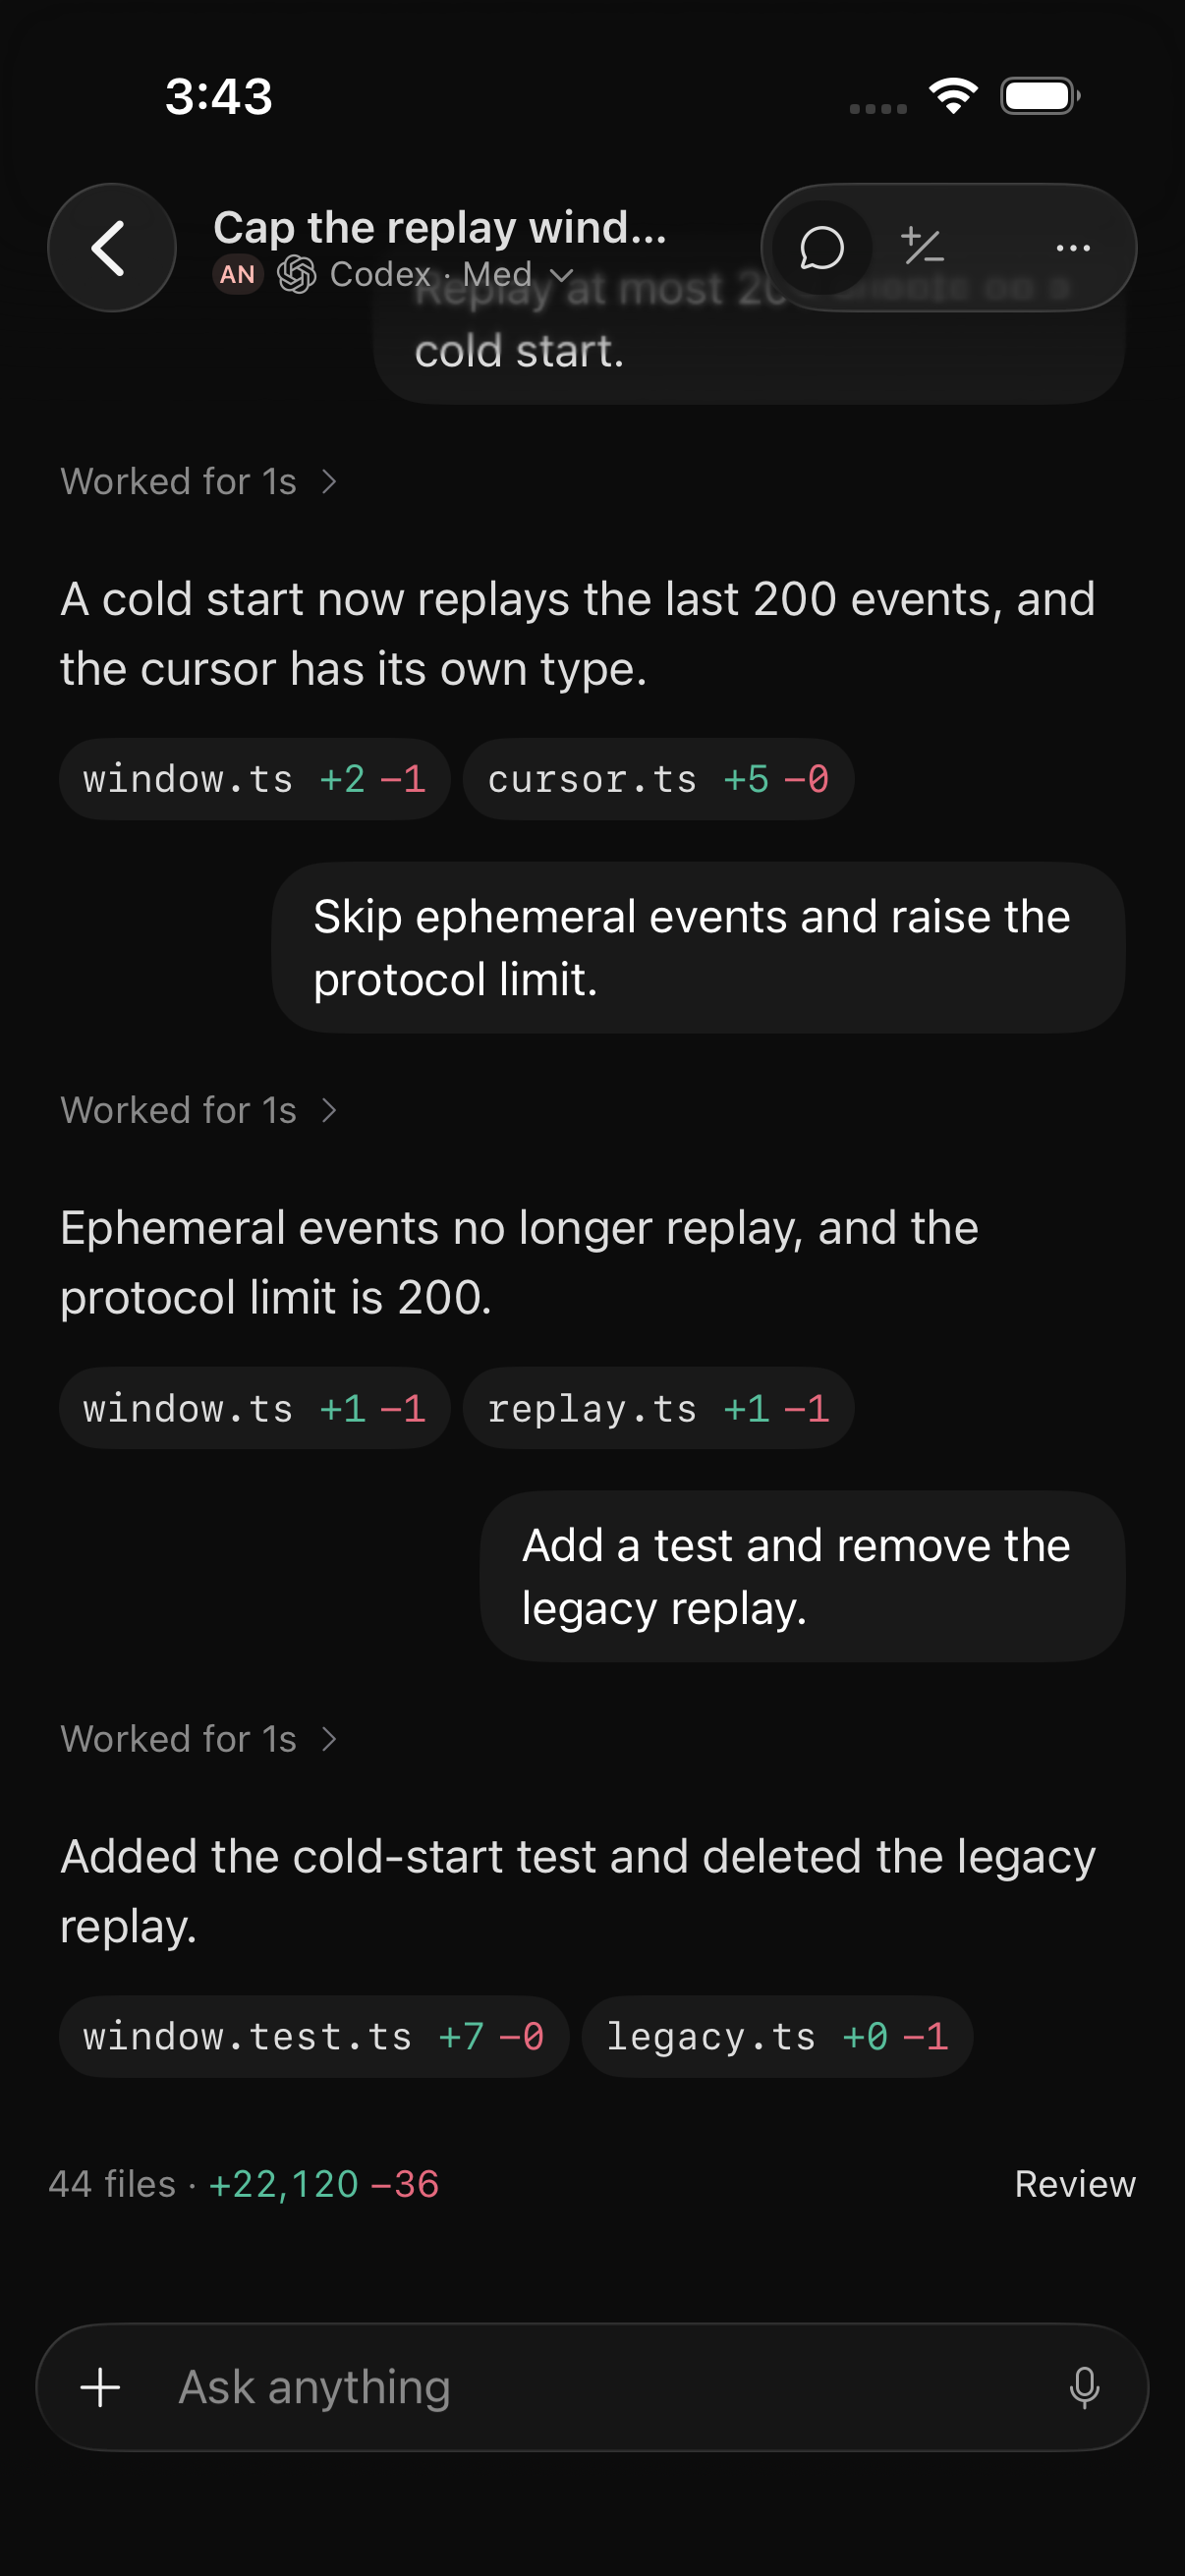 3:43
Cap the replay wind...
AN Codex · Med
Replay at most
cold start.
Worked for 1s
A cold start now replays the last 200 events, and
the cursor has its own type.
window.ts +2 −1 cursor.ts +5 −0
Skip ephemeral events and raise the
protocol limit.
Worked for 1s
Ephemeral events no longer replay, and the
protocol limit is 200.
window.ts +1 −1 replay.ts +1 −1
Add a test and remove the
legacy replay.
Worked for 1s
Added the cold-start test and deleted the legacy
replay.
window.test.ts +7 −0 legacy.ts +0 −1
44 files · +22,120 −36 Review
Ask anything